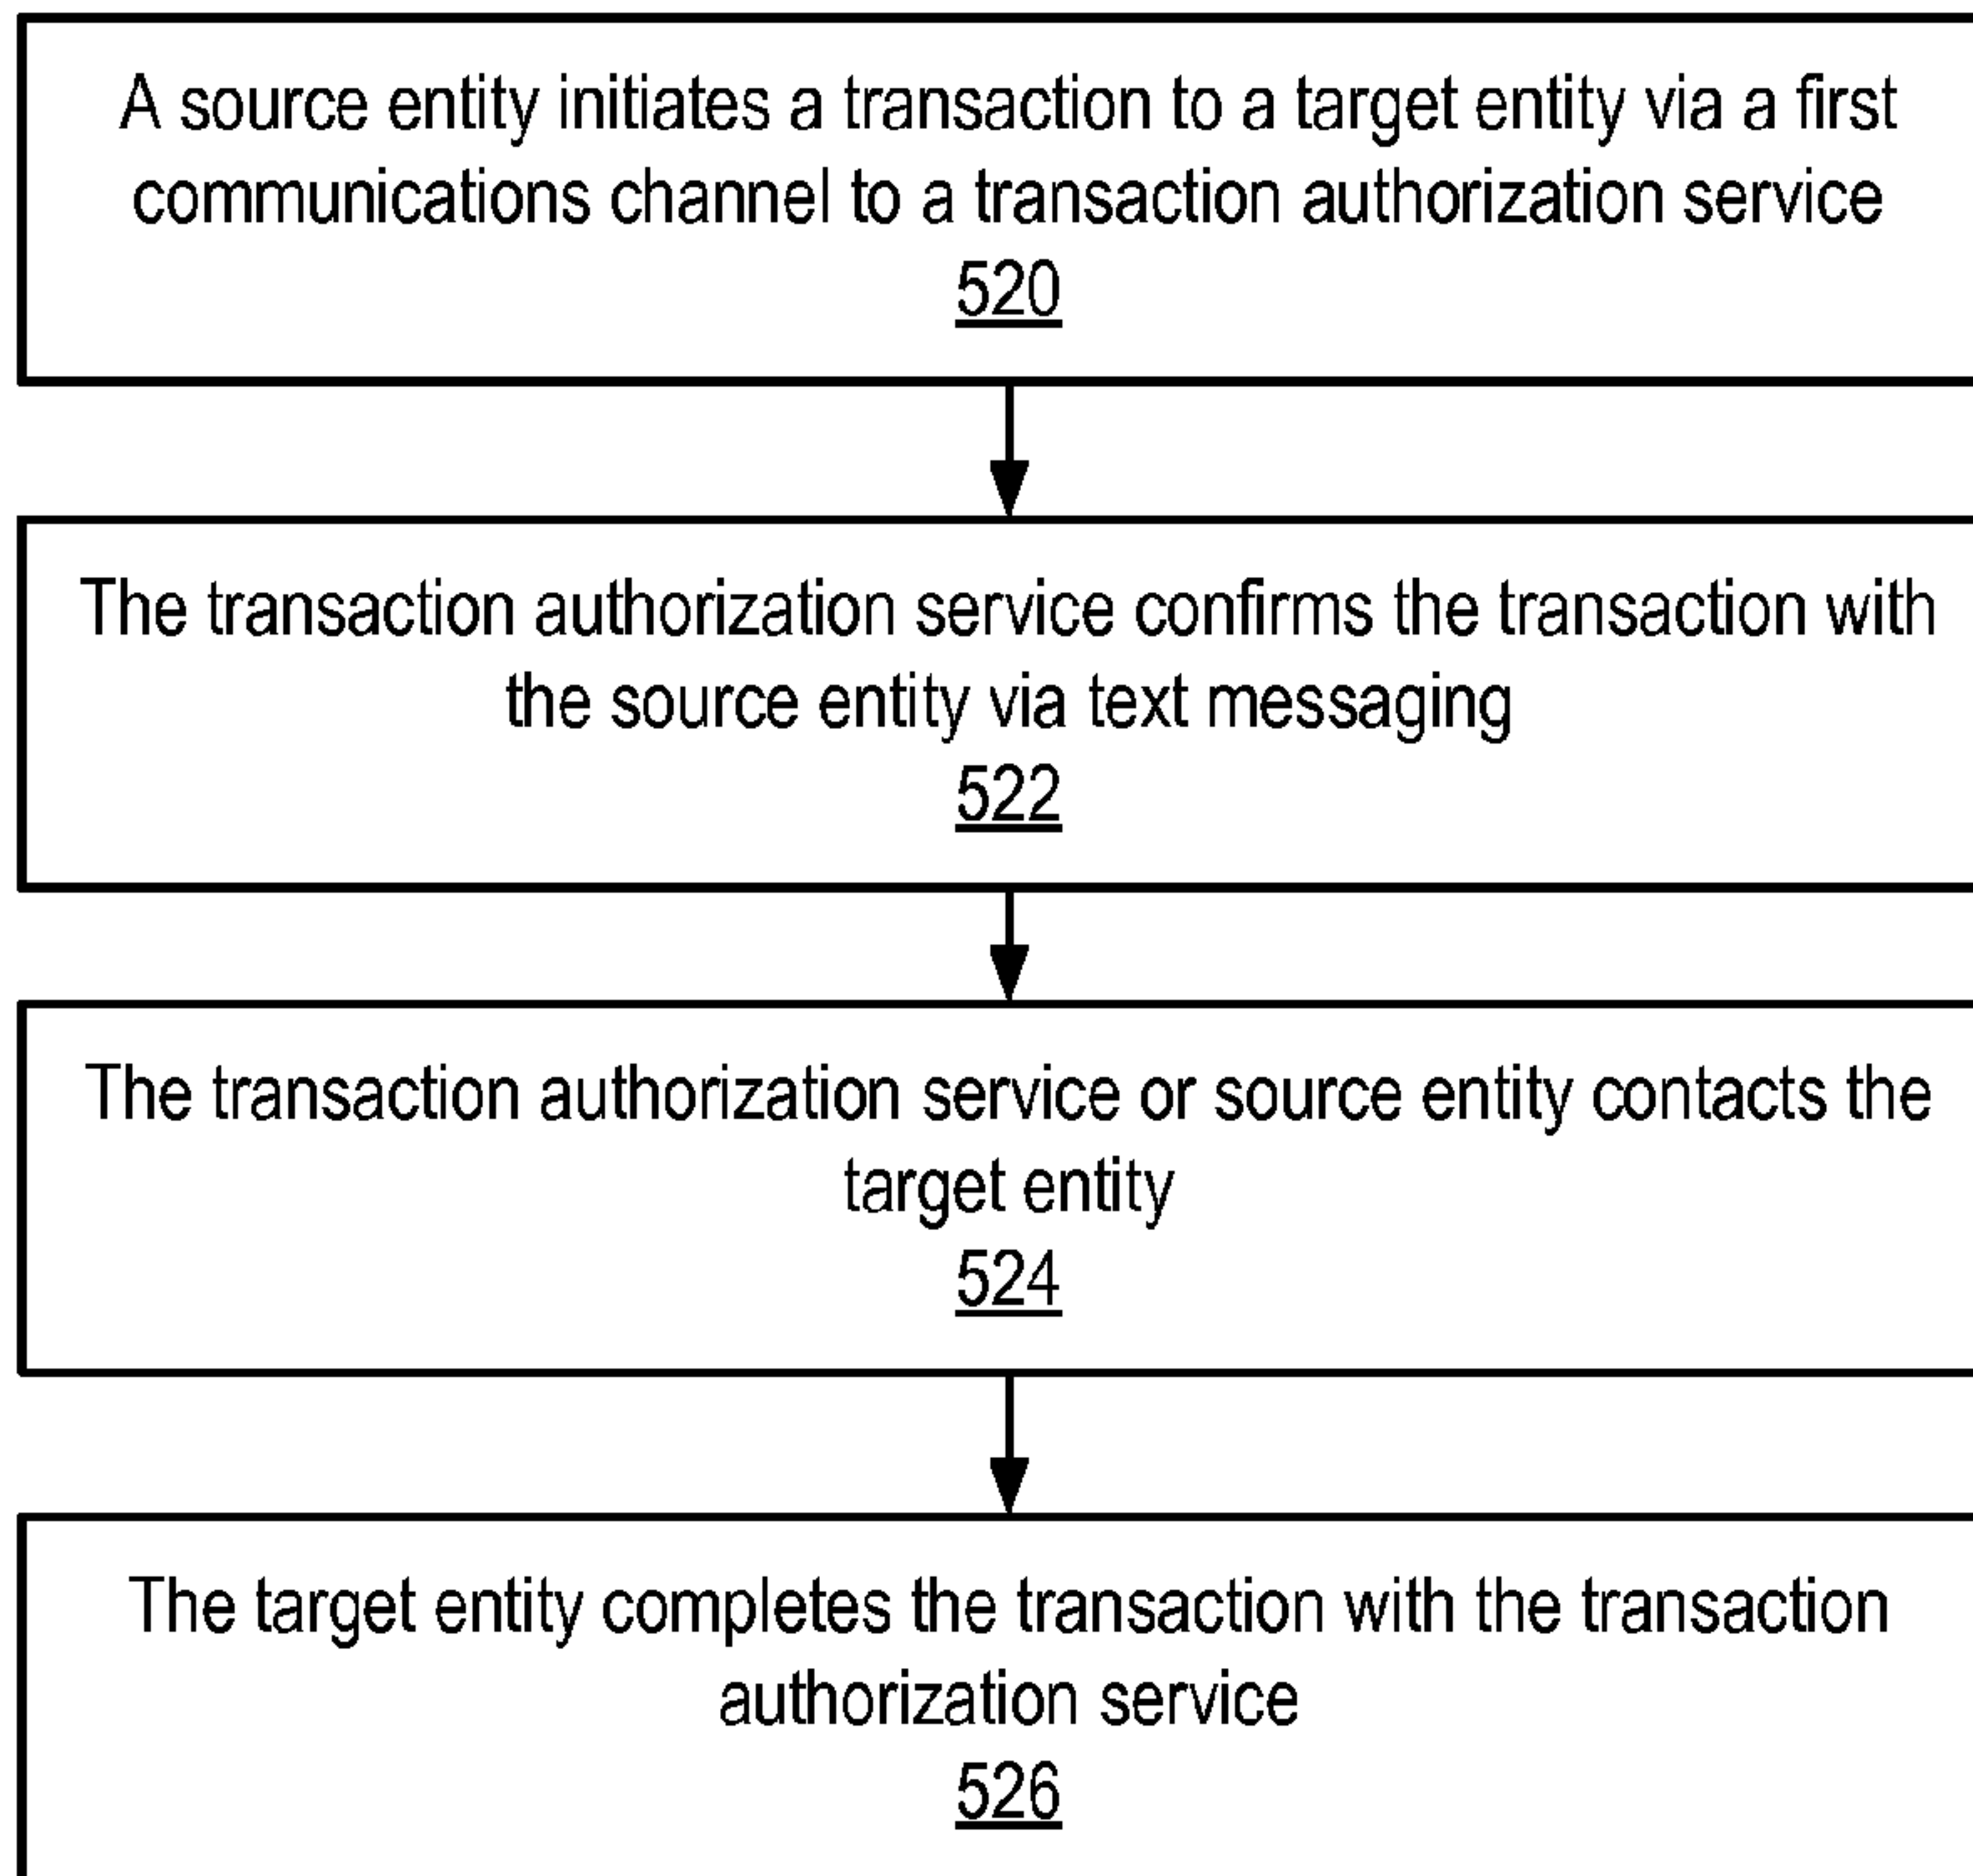 A source entity initiates a transaction to a target entity via a first
communications channel to a transaction authorization service
520
The transaction authorization service confirms the transaction with
the source entity via text messaging
522
The transaction authorization service or source entity contacts the
target entity
524
The target entity completes the transaction with the transaction
authorization service
526